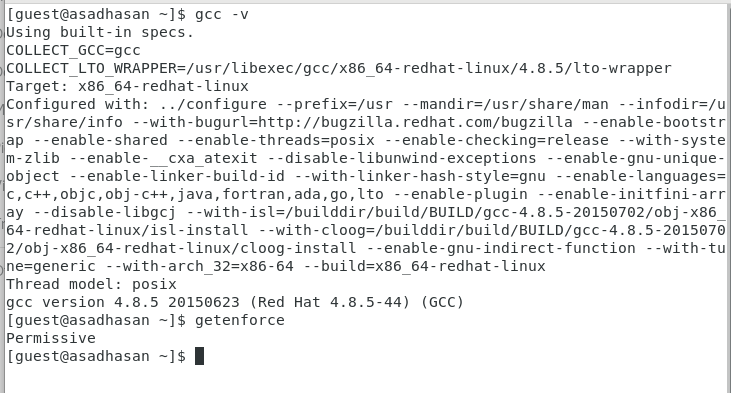 [guest@asadhasan ~]$ gcc -v
Using built-in specs.
COLLECT_GCC=gcc
COLLECT_LTO_WRAPPER=/usr/libexec/gcc/x86_64-redhat-linux/4.8.5/lto-wrapper
Target: x86_64-redhat-linux
Configured with: ../configure --prefix=/usr --mandir=/usr/share/man --infodir=/u
sr/share/info --with-bugurl=http://bugzilla.redhat.com/bugzilla --enable-bootstr
ap --enable-shared --enable-threads=posix --enable-checking=release --with-syste
m-zlib --enable-__cxa_atexit --disable-libunwind-exceptions --enable-gnu-unique-
object --enable-linker-build-id --with-linker-hash-style=gnu --enable-languages=
c,c++,objc,obj-c++,java,fortran,ada,go,lto --enable-plugin --enable-initfini-arr
ay --disable-libgcj --with-isl=/builddir/build/BUILD/gcc-4.8.5-20150702/obj-x86_
64-redhat-linux/isl-install --with-cloog=/builddir/build/BUILD/gcc-4.8.5-2015070
2/obj-x86_64-redhat-linux/cloog-install --enable-gnu-indirect-function --with-tu
ne=generic --with-arch_32=x86-64 --build=x86_64-redhat-linux
Thread model: posix
gcc version 4.8.5 20150623 (Red Hat 4.8.5-44) (GCC)
[guest@asadhasan ~]$ getenforce
Permissive
[guest@asadhasan ~]$